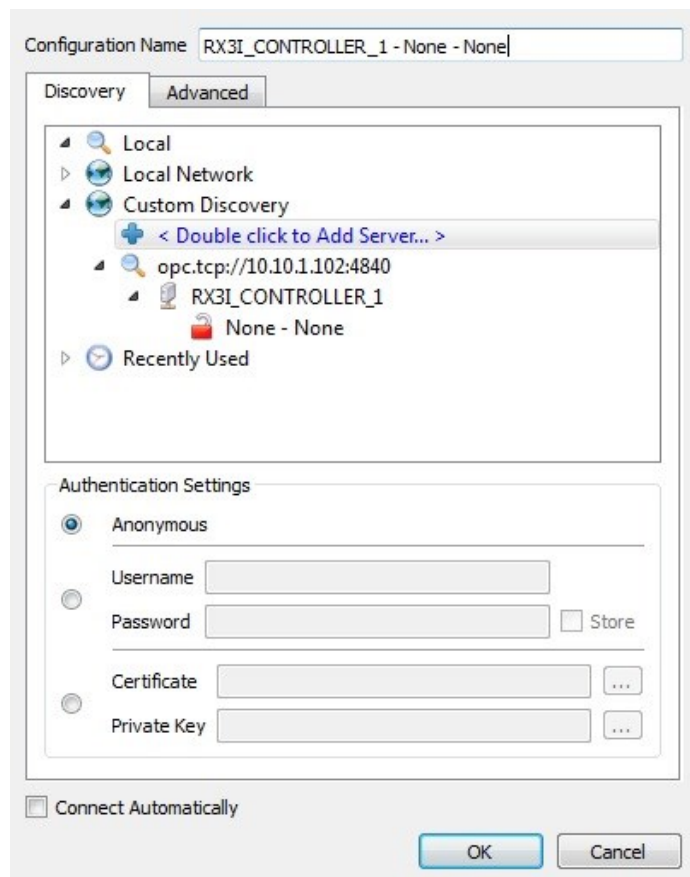 Configuration Name RX3I_CONTROLLER_1 - None - None
Discovery Advanced
Local
Local Network
Custom Discovery
< Double click to Add Server... >
opc.tcp://10.10.1.102:4840
RX3I_CONTROLLER_1
None - None
Recently Used
Authentication Settings
Anonymous
Username
Password Store
Certificate ...
Private Key ...
Connect Automatically
OK Cancel